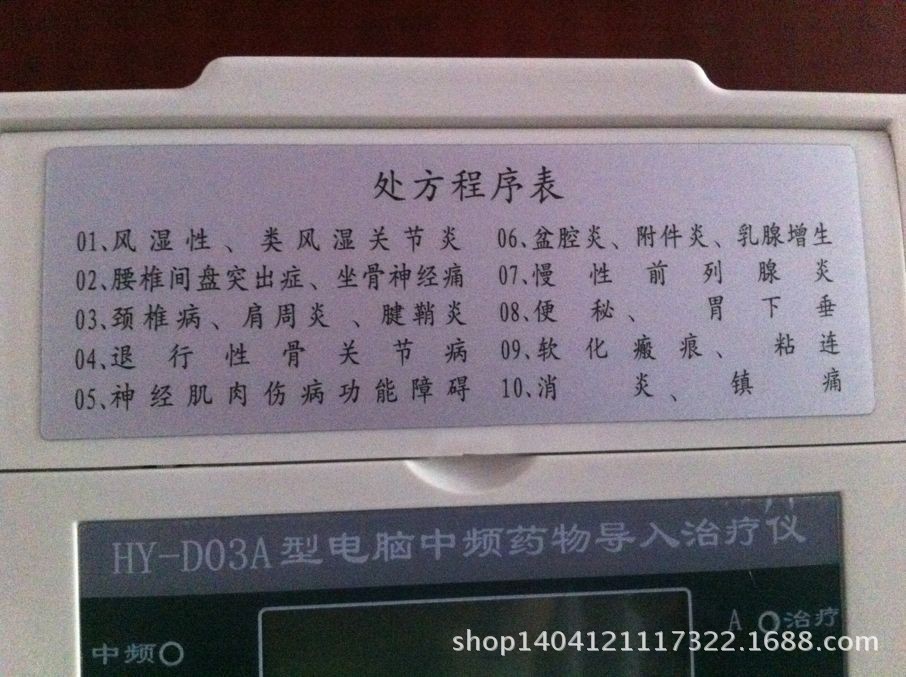 处方程序表
01、风湿性、类风湿关节炎
02、腰椎间盘突出症、坐骨神经痛
03、颈椎病、肩周炎、腱鞘炎
04、退行性骨关节病
05、神经肌肉伤病功能障碍
06、盆腔炎、附件炎、乳腺增生
07、慢性前列腺炎
08、便秘、胃下垂
09、软化瘢痕、粘连
10、消炎、镇痛
HY-D03A型电脑中频药物导入治疗仪
A 治疗
中频
shop1404121117322.1688.com